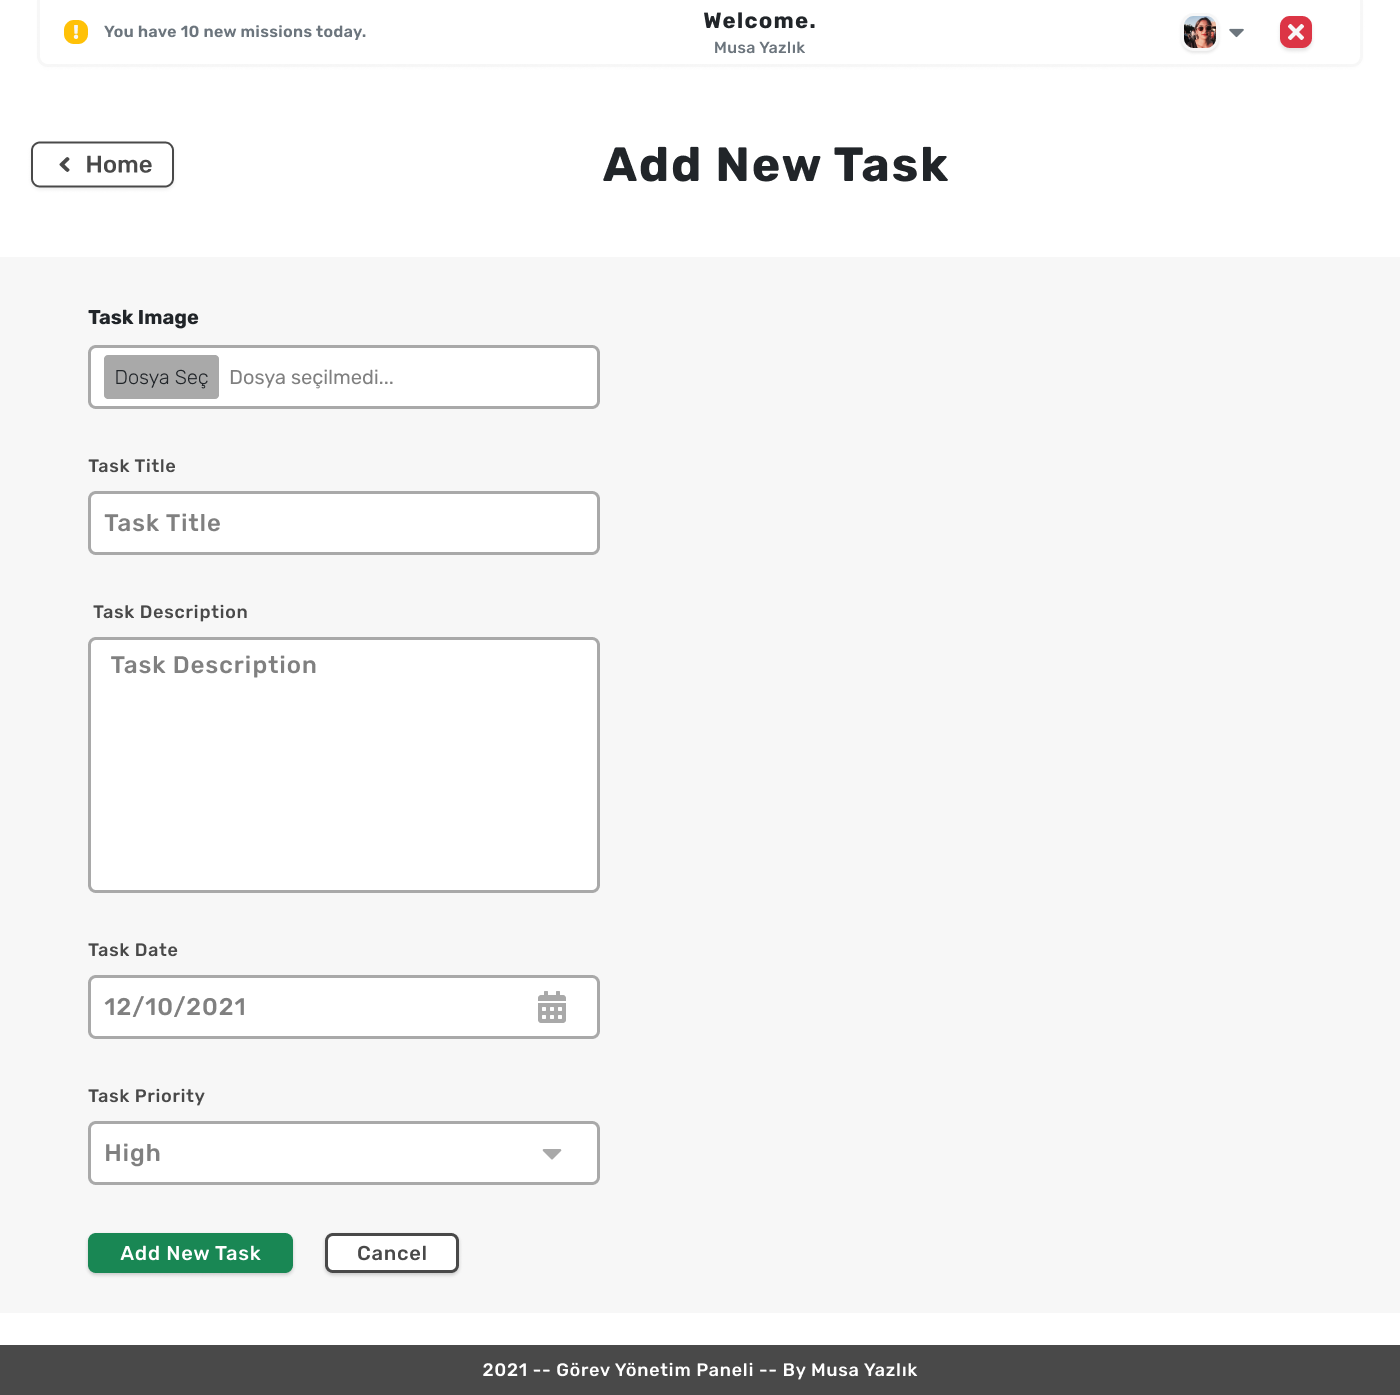 You have 10 new missions today.
Welcome.
Musa Yazlık
Home
Add New Task
Task Image
Dosya Seç Dosya seçilmedi...
Task Title
Task Title
Task Description
Task Description
Task Date
12/10/2021
Task Priority
High
Add New Task
Cancel
2021 -- Görev Yönetim Paneli -- By Musa Yazlık